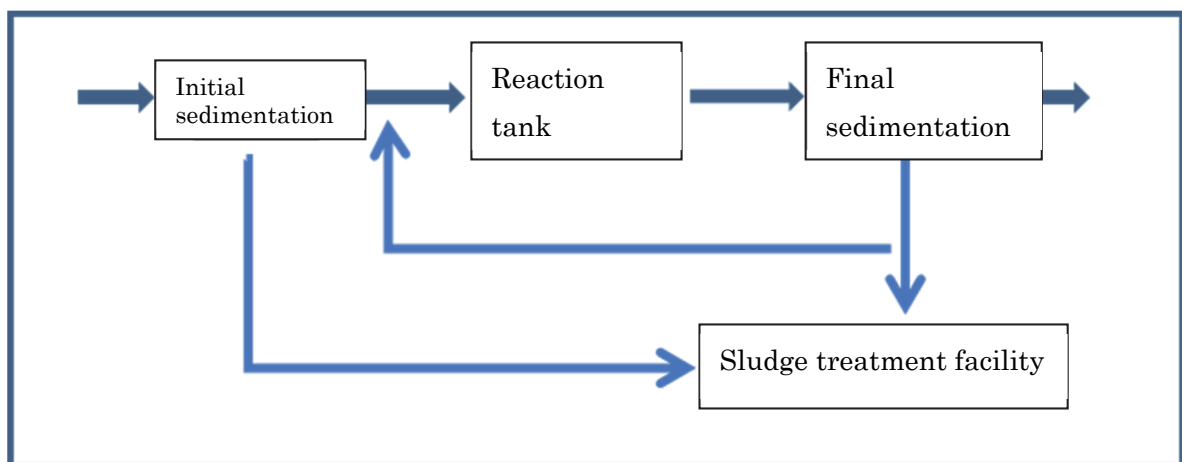 Initial
sedimentation
Reaction
tank
Final
sedimentation
Sludge treatment facility